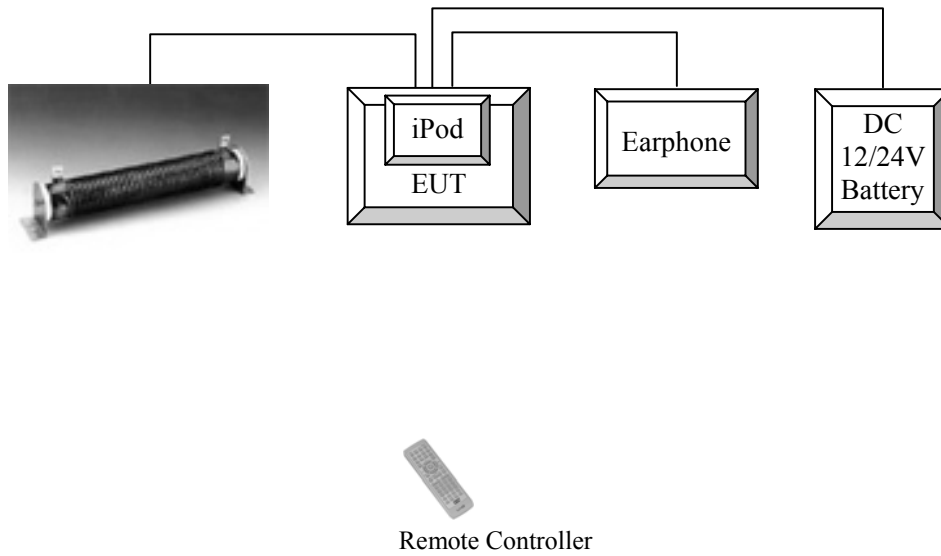 iPod
EUT
Earphone
DC
12/24V
Battery
Remote Controller